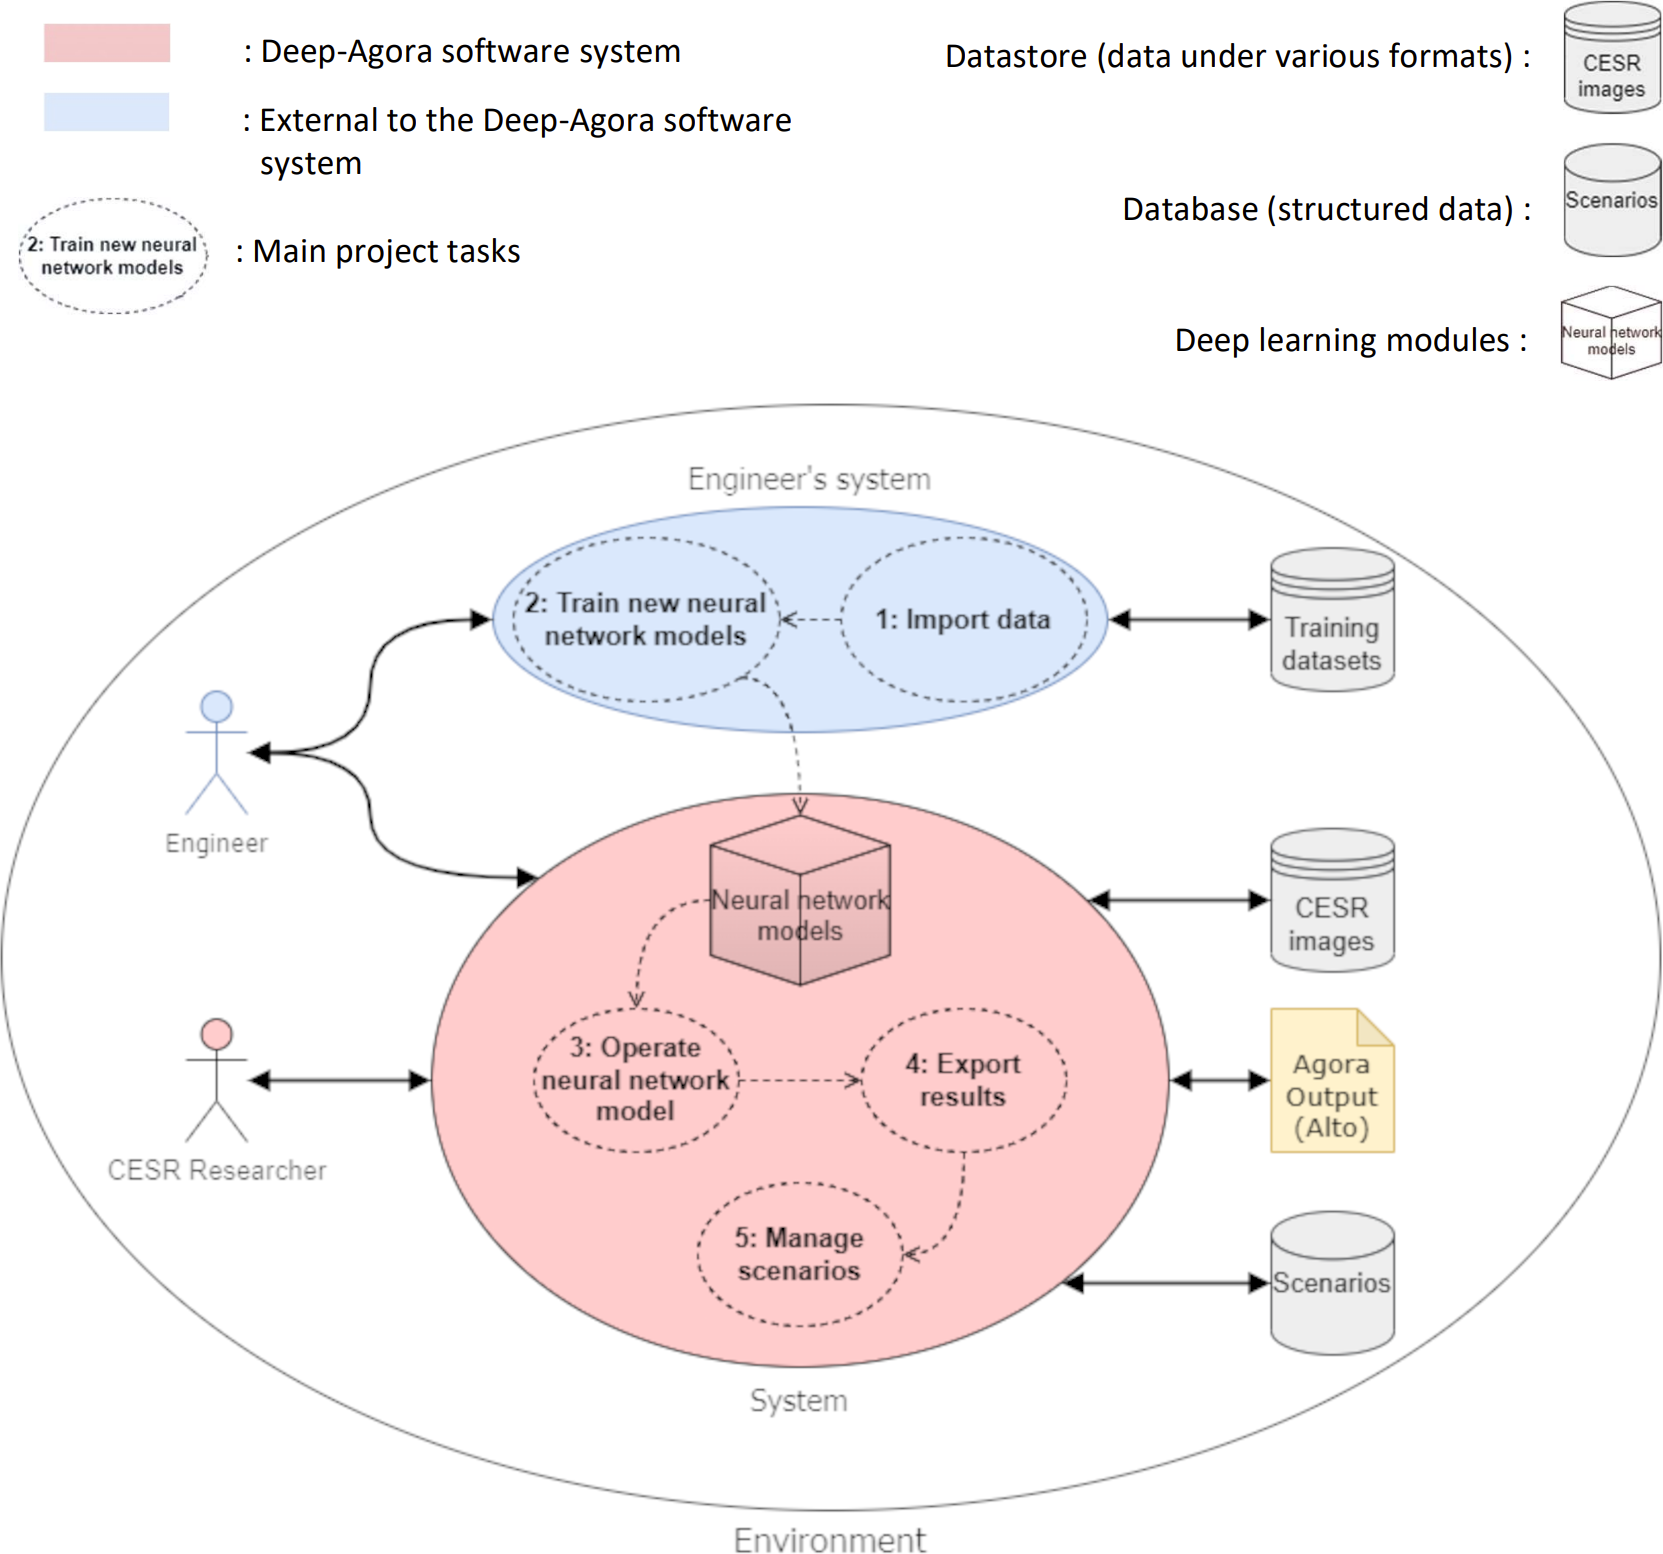 : Deep-Agora software system
: External to the Deep-Agora software
system
2: Train new neural
network models
: Main project tasks
Datastore (data under various formats) :
CESR
images
Database (structured data) :
Scenarios
Deep learning modules :
Neural network
models
Engineer's system
2: Train new neural
network models
1: Import data
Training
datasets
Engineer
Neural network
models
CESR
images
3: Operate
neural network
model
4: Export
results
Agora
Output
(Alto)
CESR Researcher
5: Manage
scenarios
Scenarios
System
Environment